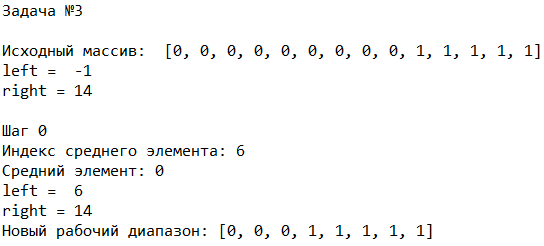 Задача №3
Исходный массив:  [0, 0, 0, 0, 0, 0, 0, 0, 0, 1, 1, 1, 1, 1]
left =  -1
right = 14
Шаг 0
Индекс среднего элемента: 6
Средний элемент: 0
left =  6
right = 14
Новый рабочий диапазон: [0, 0, 0, 1, 1, 1, 1, 1]